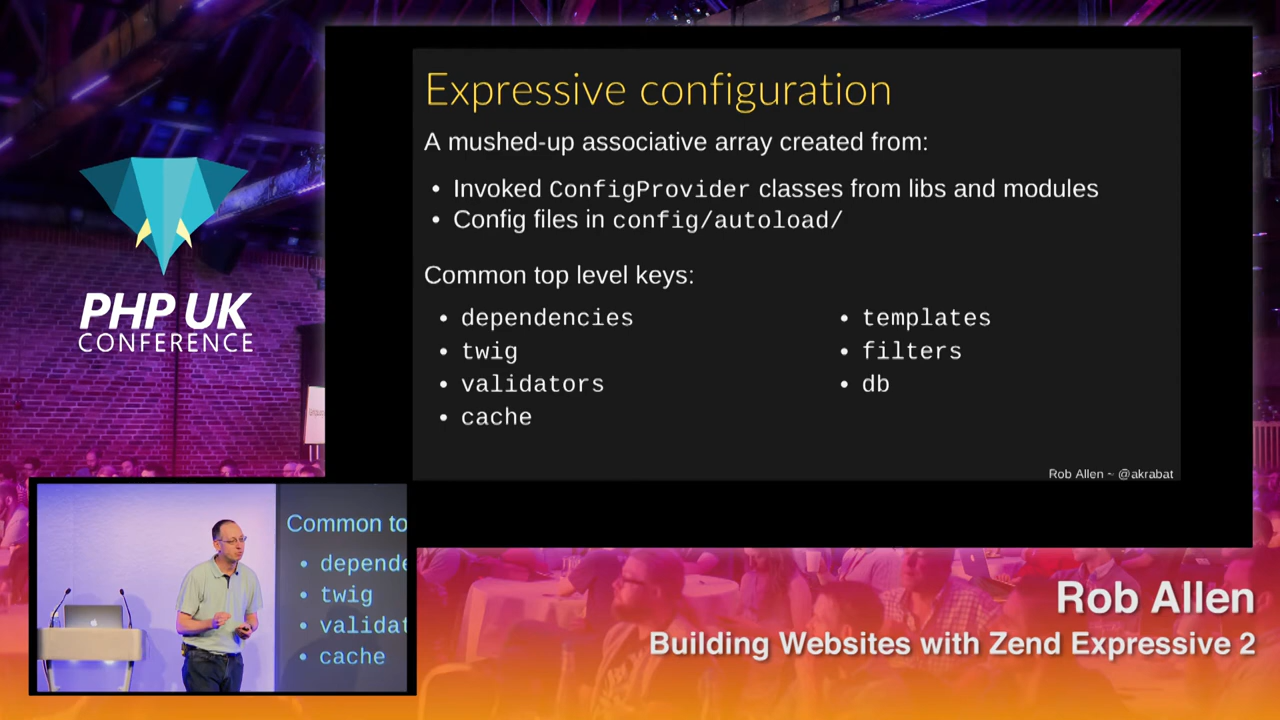 Expressive configuration
A mushed-up associative array created from:
• Invoked ConfigProvider classes from libs and modules
• Config files in config/autoload/
Common top level keys:
• dependencies
• twig
• validators
• cache
• templates
• filters
• db
Rob Allen ~ @akrabat
PHP UK
CONFERENCE
Common to
• depende
• twig
• validat
• cache
Rob Allen
Building Websites with Zend Expressive 2